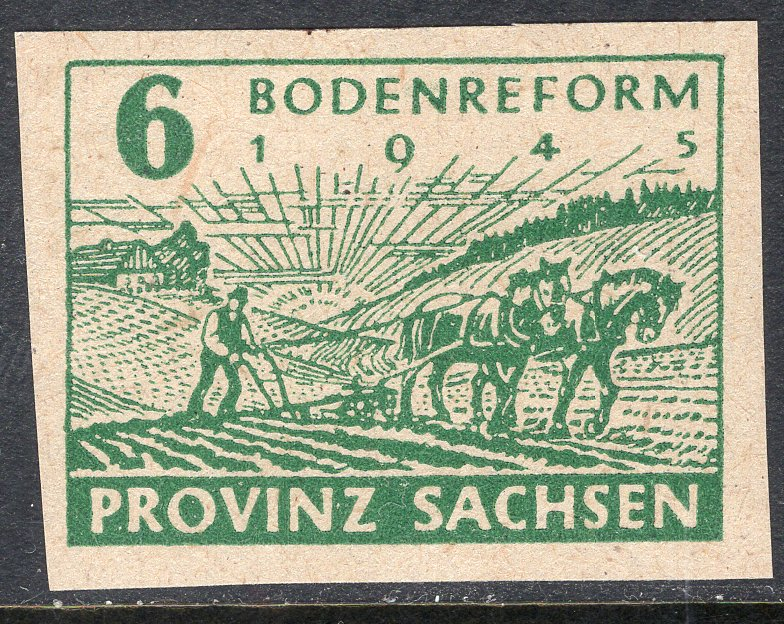 6 BODENREFORM
1 9 4 5
PROVINZ SACHSEN